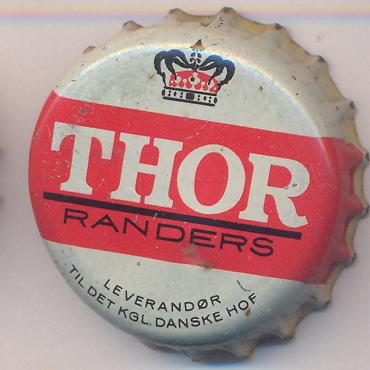 THOR
RANDERS
LEVERANDØR
TIL DET KGL. DANSKE HOF